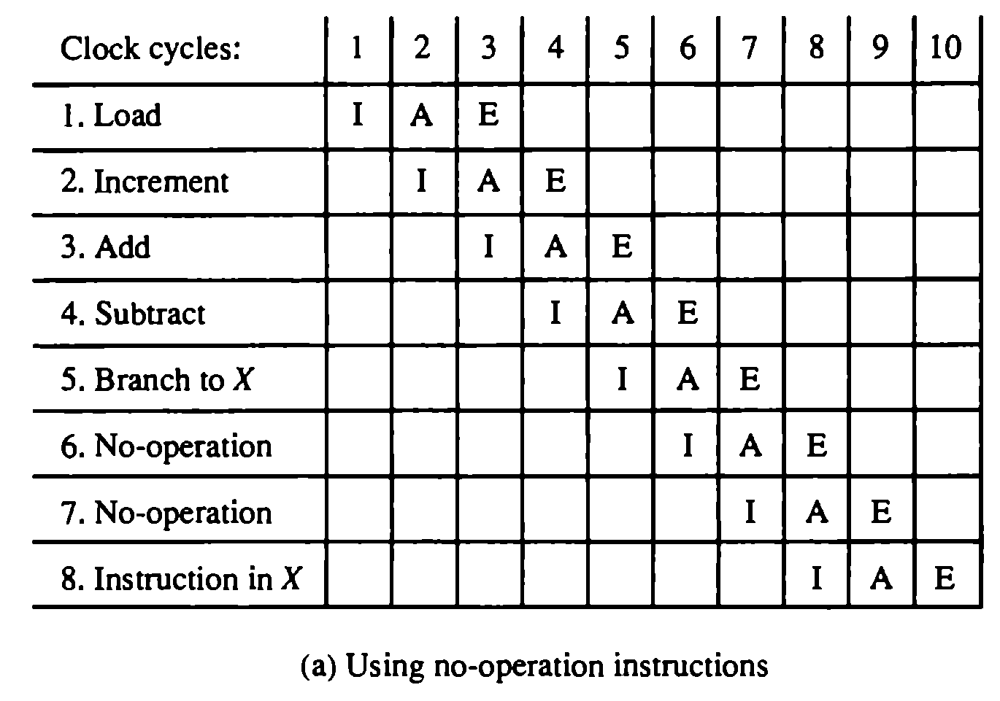 Clock cycles: 1 2 3 4 5 6 7 8 9 10
1. Load I A E
2. Increment I A E
3. Add I A E
4. Subtract I A E
5. Branch to X I A E
6. No-operation I A E
7. No-operation I A E
8. Instruction in X I A E
(a) Using no-operation instructions